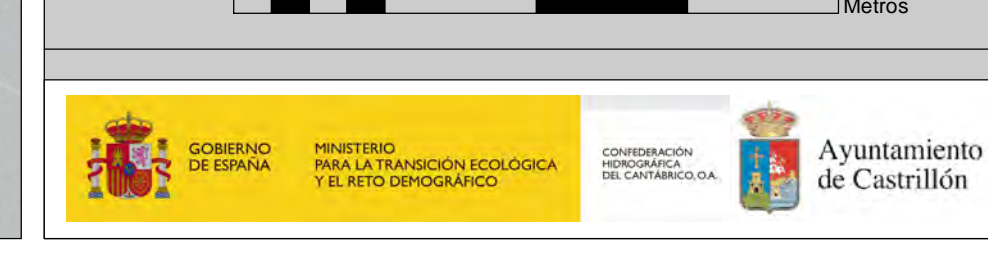 Metros
GOBIERNO
DE ESPAÑA
MINISTERIO
PARA LA TRANSICIÓN ECOLÓGICA
Y EL RETO DEMOGRÁFICO
CONFEDERACIÓN
HIDROGRÁFICA
DEL CANTÁBRICO, O.A.
Ayuntamiento
de Castrillón